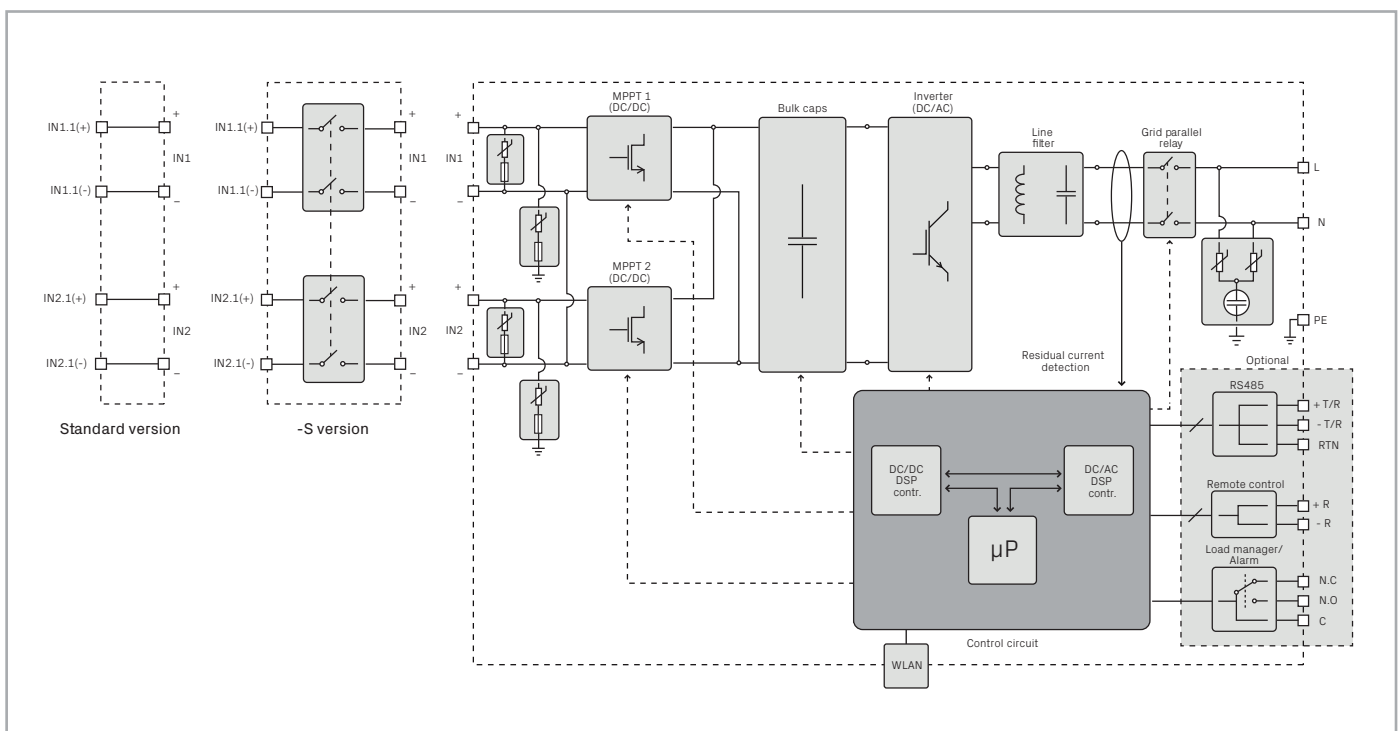 IN1.1(+)
+
IN1
IN1.1(-)
−
IN2.1(+)
+
IN2
IN2.1(-)
−
Standard version
IN1.1(+)
+
IN1
IN1.1(-)
−
IN2.1(+)
+
IN2
IN2.1(-)
−
-S version
+
IN1
−
+
IN2
−
MPPT 1
(DC/DC)
MPPT 2
(DC/DC)
Bulk caps
Inverter
(DC/AC)
Line
filter
Grid parallel
relay
L
N
PE
Residual current
detection
Optional
RS485
+ T/R
- T/R
RTN
Remote control
+ R
- R
Load manager/
Alarm
N.C
N.O
C
DC/DC
DSP
contr.
DC/AC
DSP
contr.
µP
Control circuit
WLAN